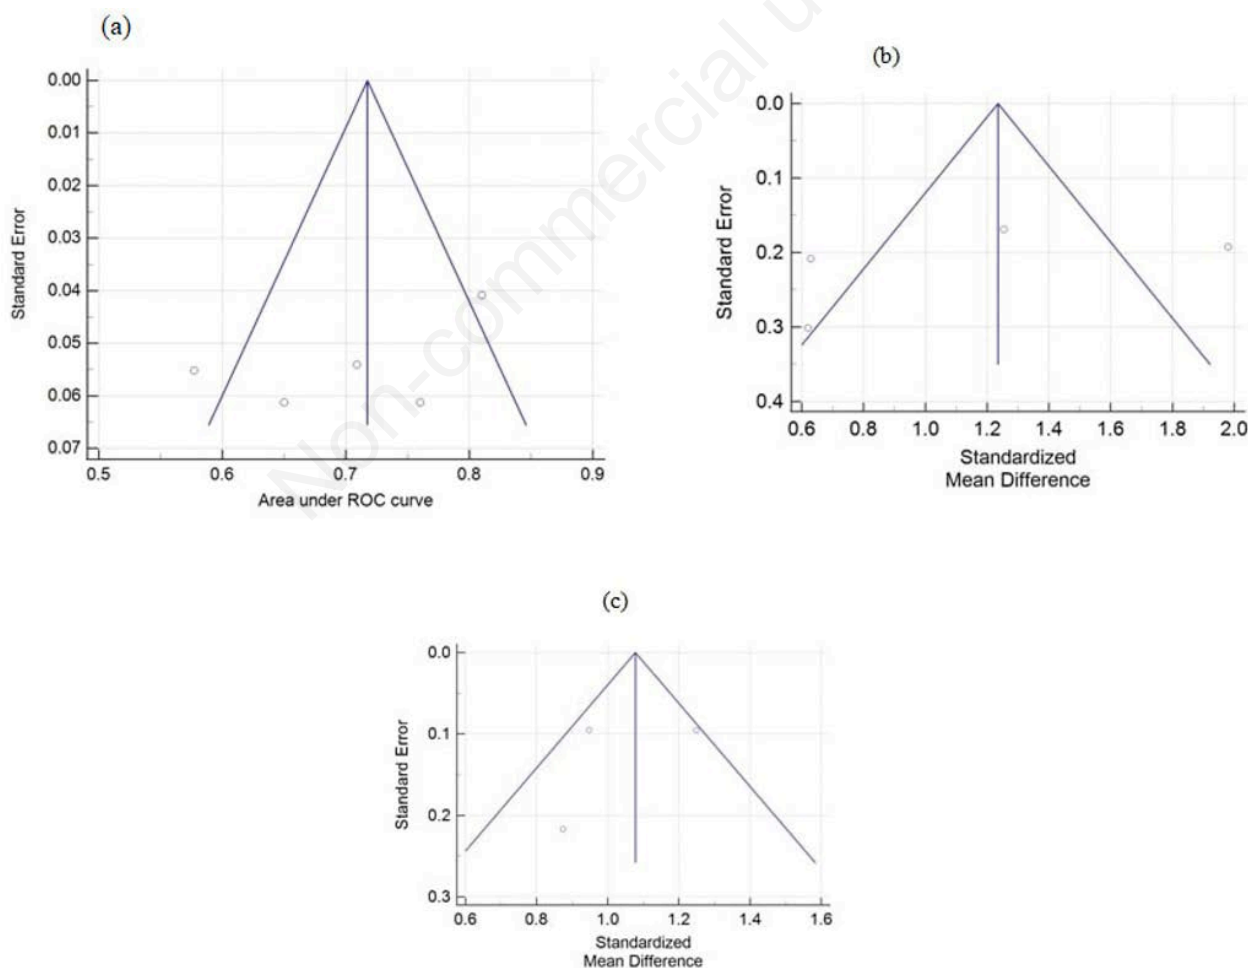 (a)
0.00
0.01
0.02
0.03
0.04
0.05
0.06
0.07
Standard Error
0.5 0.6 0.7 0.8 0.9
Area under ROC curve
(b)
0.0
0.1
0.2
0.3
0.4
Standard Error
0.6 0.8 1.0 1.2 1.4 1.6 1.8 2.0
Standardized
Mean Difference
(c)
0.0
0.1
0.2
0.3
Standard Error
0.6 0.8 1.0 1.2 1.4 1.6
Standardized
Mean Difference
Non-commercial u